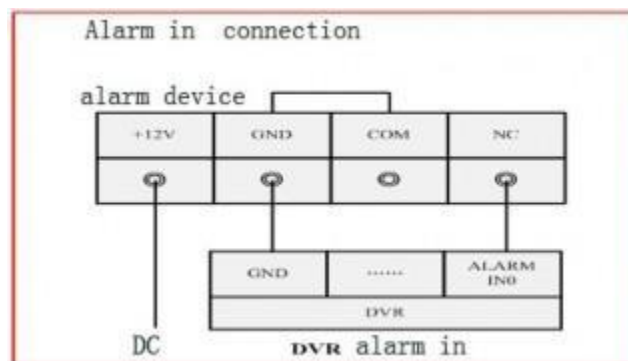 Alarm in connection
alarm device
+12V GND COM NC
GND ...... ALARM IN0
DVR
DC DVR alarm in